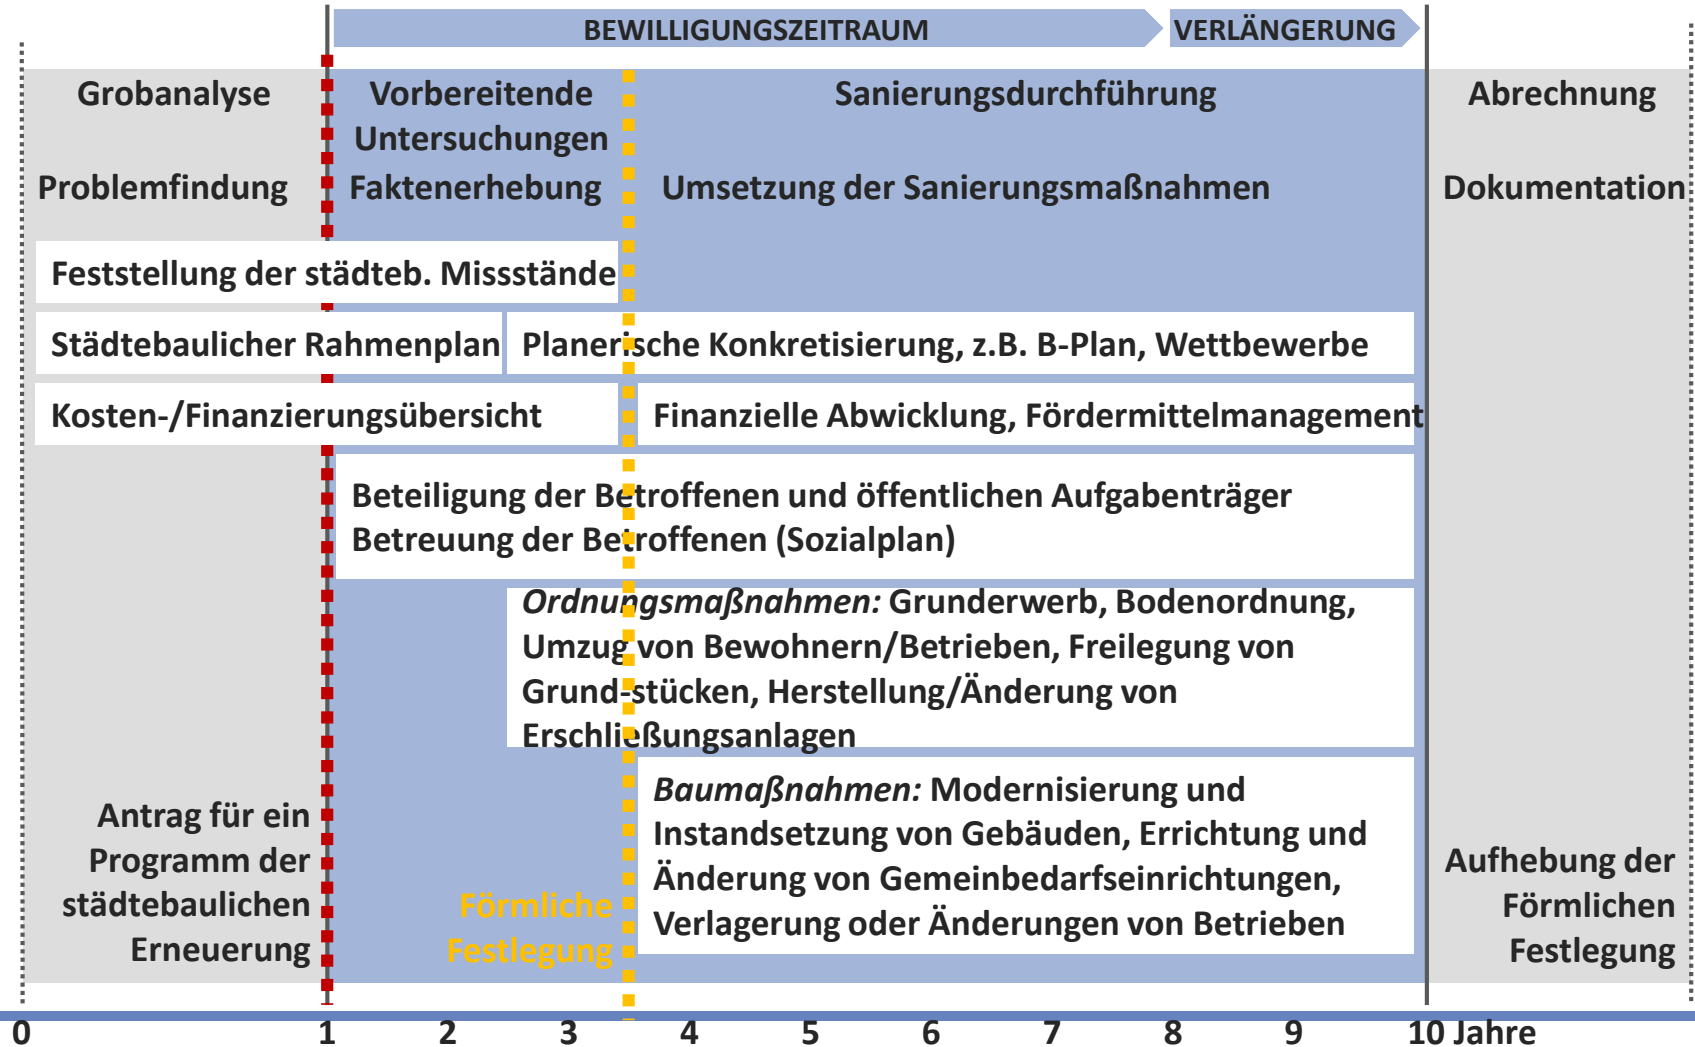 BEWILLIGUNGSZEITRAUM
VERLÄNGERUNG
Grobanalyse
Problemfindung
Vorbereitende
Untersuchungen
Faktenerhebung
Sanierungsdurchführung
Umsetzung der Sanierungsmaßnahmen
Abrechnung
Dokumentation
Feststellung der städteb. Missstände
Städtebaulicher Rahmenplan
Planerische Konkretisierung, z.B. B-Plan, Wettbewerbe
Kosten-/Finanzierungsübersicht
Finanzielle Abwicklung, Fördermittelmanagement
Beteiligung der Betroffenen und öffentlichen Aufgabenträger
Betreuung der Betroffenen (Sozialplan)
Ordnungsmaßnahmen: Grunderwerb, Bodenordnung,
Umzug von Bewohnern/Betrieben, Freilegung von
Grund-stücken, Herstellung/Änderung von
Erschließungsanlagen
Baumaßnahmen: Modernisierung und
Instandsetzung von Gebäuden, Errichtung und
Änderung von Gemeinbedarfseinrichtungen,
Verlagerung oder Änderungen von Betrieben
Antrag für ein
Programm der
städtebaulichen
Erneuerung
Förmliche
Festlegung
Aufhebung der
Förmlichen
Festlegung
0 1 2 3 4 5 6 7 8 9 10 Jahre